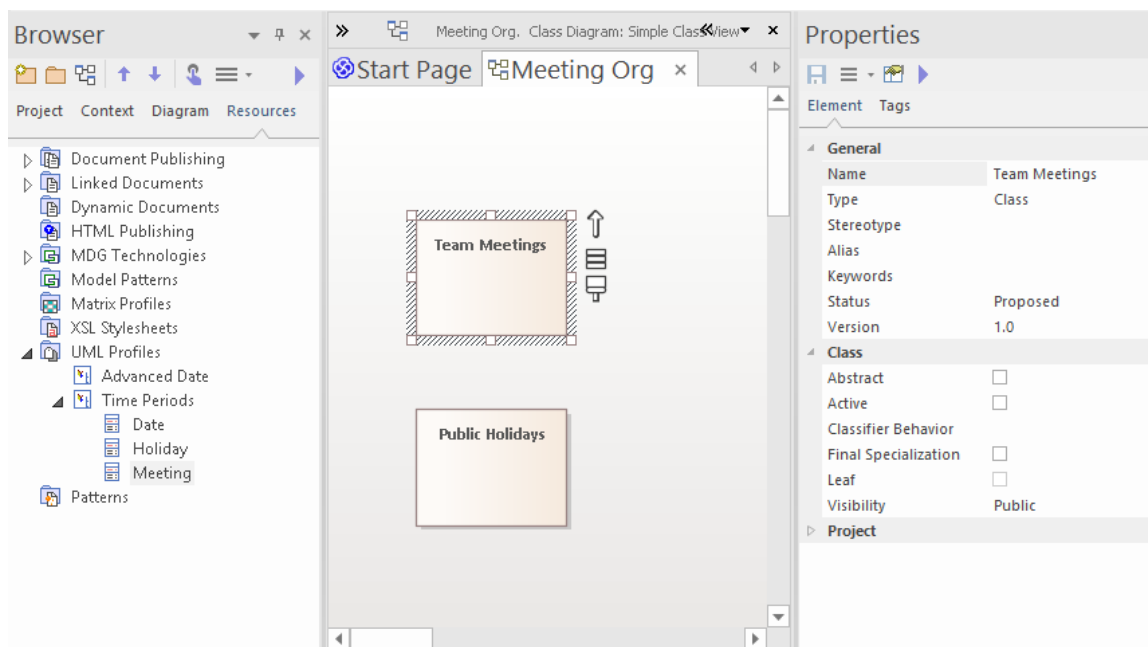 Browser
Project Context Diagram Resources
Document Publishing
Linked Documents
Dynamic Documents
HTML Publishing
MDG Technologies
Model Patterns
Matrix Profiles
XSL Stylesheets
UML Profiles
Advanced Date
Time Periods
Date
Holiday
Meeting
Patterns
Meeting Org. Class Diagram: Simple Class View
Start Page Meeting Org
Team Meetings
Public Holidays
Properties
Element Tags
General
Name Team Meetings
Type Class
Stereotype
Alias
Keywords
Status Proposed
Version 1.0
Class
Abstract
Active
Classifier Behavior
Final Specialization
Leaf
Visibility Public
Project